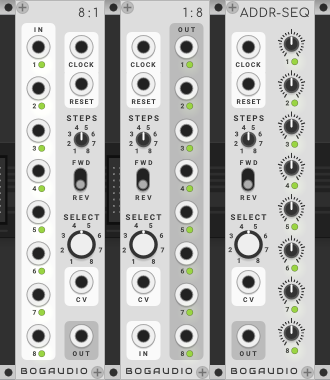 8:1
IN
1
2
3
4
5
6
7
8
CLOCK
RESET
STEPS
4 5
3 6
2 7
1 8
FWD
REV
SELECT
4 5
3 6
2 7
1 8
CV
OUT
BOGAUDIO
1:8
CLOCK
RESET
STEPS
4 5
3 6
2 7
1 8
FWD
REV
SELECT
4 5
3 6
2 7
1 8
CV
IN
OUT
1
2
3
4
5
6
7
8
BOGAUDIO
ADDR-SEQ
CLOCK
RESET
STEPS
4 5
3 6
2 7
1 8
FWD
REV
SELECT
4 5
3 6
2 7
1 8
CV
OUT
1
2
3
4
5
6
7
8
BOGAUDIO